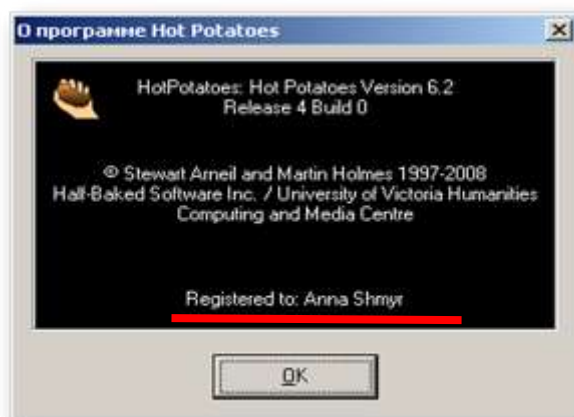 О программе Hot Potatoes
HotPotatoes: Hot Potatoes Version 6.2
Release 4 Build 0
© Stewart Arneil and Martin Holmes 1997-2008
Half-Baked Software Inc. / University of Victoria Humanities
Computing and Media Centre
Registered to: Anna Shmyr
OK